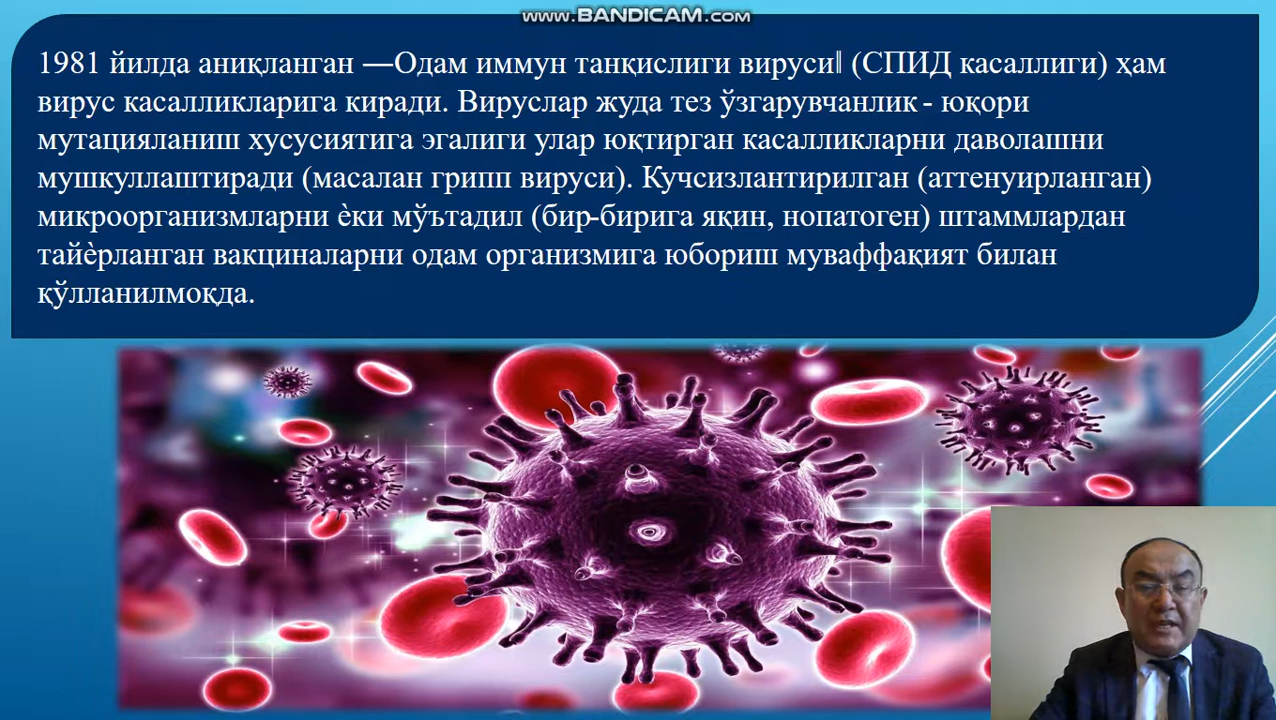 www.BANDICAM.com
1981 йилда аниқланган ―Одам иммун танқислиги вируси‖ (СПИД касаллиги) ҳам
вирус касалликларига киради. Вируслар жуда тез ўзгарувчанлик - юқори
мутацияланиш хусусиятига эгалиги улар юқтирган касалликларни даволашни
мушкуллаштиради (масалан грипп вируси). Кучсизлантирилган (аттенуирланган)
микроорганизмларни ѐки мўътадил (бир-бирига яқин, нопатоген) штаммлардан
тайѐрланган вакциналарни одам организмига юбориш муваффақият билан
қўлланилмоқда.